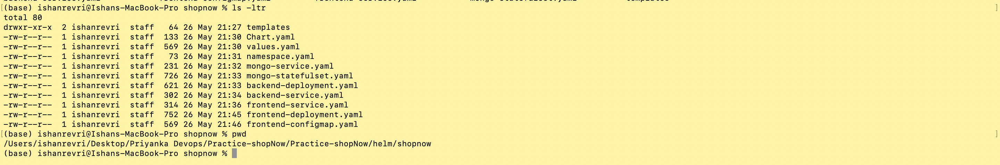 (base) ishanrevri@Ishans-MacBook-Pro shopnow % ls -ltr
total 80
drwxr-xr-x  2 ishanrevri  staff   64 26 May 21:27 templates
-rw-r--r--  1 ishanrevri  staff  133 26 May 21:30 Chart.yaml
-rw-r--r--  1 ishanrevri  staff  569 26 May 21:30 values.yaml
-rw-r--r--  1 ishanrevri  staff   73 26 May 21:31 namespace.yaml
-rw-r--r--  1 ishanrevri  staff  231 26 May 21:32 mongo-service.yaml
-rw-r--r--  1 ishanrevri  staff  726 26 May 21:33 mongo-statefulset.yaml
-rw-r--r--  1 ishanrevri  staff  621 26 May 21:33 backend-deployment.yaml
-rw-r--r--  1 ishanrevri  staff  302 26 May 21:34 backend-service.yaml
-rw-r--r--  1 ishanrevri  staff  314 26 May 21:36 frontend-service.yaml
-rw-r--r--  1 ishanrevri  staff  752 26 May 21:45 frontend-deployment.yaml
-rw-r--r--  1 ishanrevri  staff  569 26 May 21:46 frontend-configmap.yaml
(base) ishanrevri@Ishans-MacBook-Pro shopnow % pwd
/Users/ishanrevri/Desktop/Priyanka Devops/Practice-shopNow/Practice-shopNow/helm/shopnow
(base) ishanrevri@Ishans-MacBook-Pro shopnow %